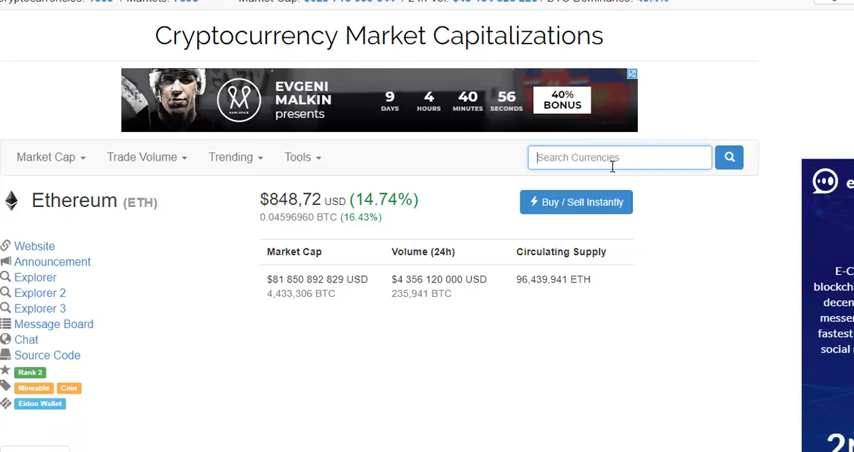 Cryptocurrency Market Capitalizations
EVGENI
MALKIN
presents
9 4 40 56
DAYS HOURS MINUTES SECONDS
40%
BONUS
Market Cap Trade Volume Trending Tools Search Currencies
Ethereum (ETH) $848,72 USD (14.74%) Buy / Sell Instantly
0.04596960 BTC (16.43%)
Market Cap Volume (24h) Circulating Supply
$81 850 892 829 USD $4 356 120 000 USD 96,439,941 ETH
4,433,306 BTC 235,941 BTC
Website
Announcement
Explorer
Explorer 2
Explorer 3
Message Board
Chat
Source Code
Rank 2
Mineable Coin
Eidoo Wallet
E-C
blockcha
decen
messe
fastest
social